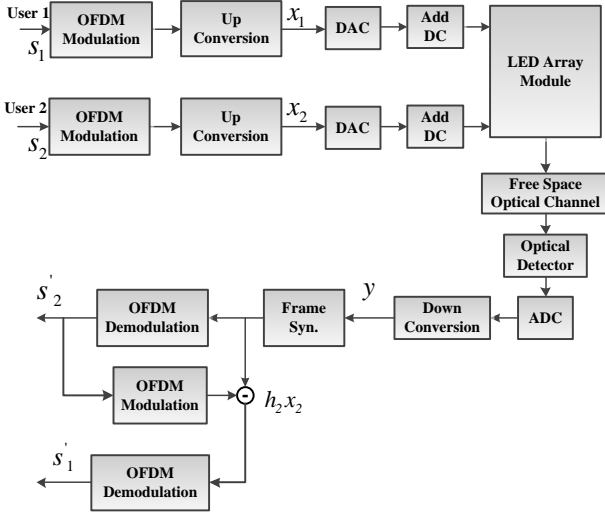 User 1
s1
OFDM
Modulation
Up
Conversion
x1
DAC
Add
DC
LED Array
Module
User 2
s2
OFDM
Modulation
Up
Conversion
x2
DAC
Add
DC
Free Space
Optical Channel
Optical
Detector
ADC
Down
Conversion
y
Frame
Syn.
OFDM
Demodulation
s'2
OFDM
Modulation
-
h2x2
OFDM
Demodulation
s'1